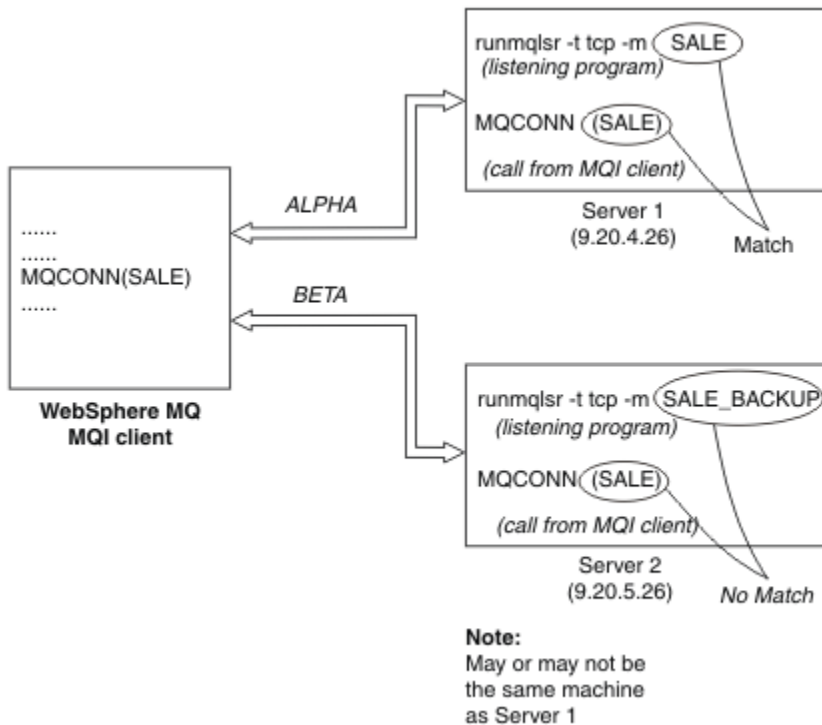 runmqlsr -t tcp -m SALE
(listening program)
MQCONN (SALE)
(call from MQI client)
Server 1
(9.20.4.26)
Match
ALPHA
......
......
MQCONN(SALE)
......
BETA
WebSphere MQ
MQI client
runmqlsr -t tcp -m SALE_BACKUP
(listening program)
MQCONN (SALE)
(call from MQI client)
Server 2
(9.20.5.26)
No Match
Note:
May or may not be
the same machine
as Server 1